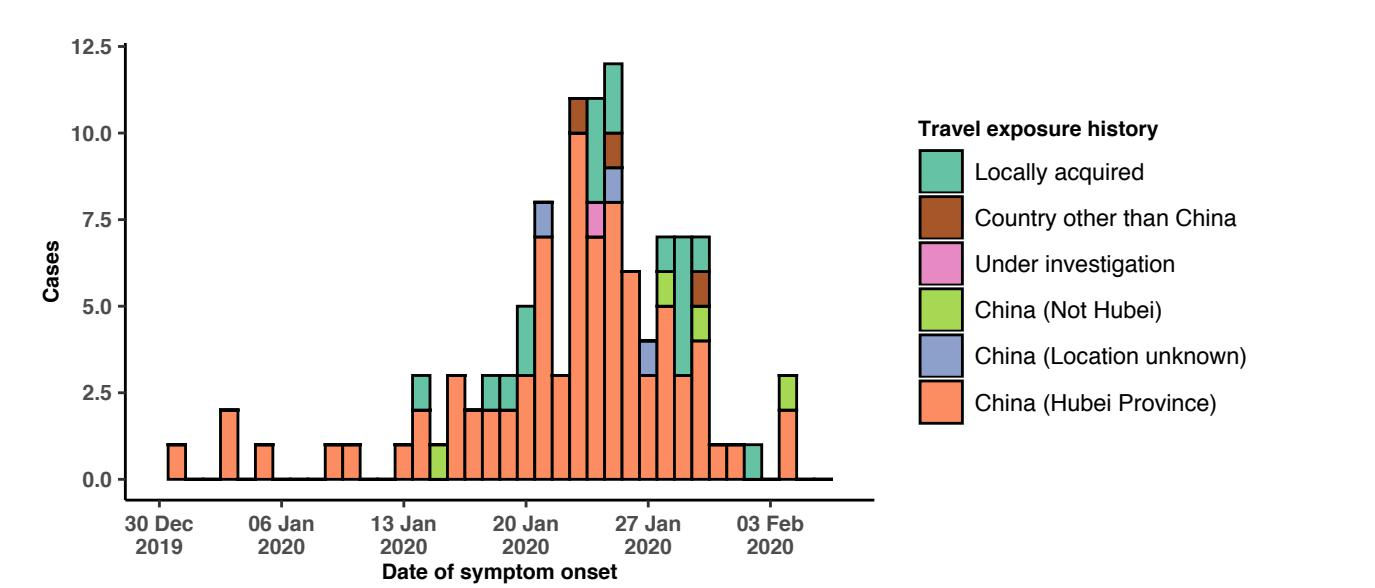 12.5
10.0
7.5
5.0
2.5
0.0
Cases
30 Dec
2019
06 Jan
2020
13 Jan
2020
20 Jan
2020
27 Jan
2020
03 Feb
2020
Date of symptom onset
Travel exposure history
Locally acquired
Country other than China
Under investigation
China (Not Hubei)
China (Location unknown)
China (Hubei Province)